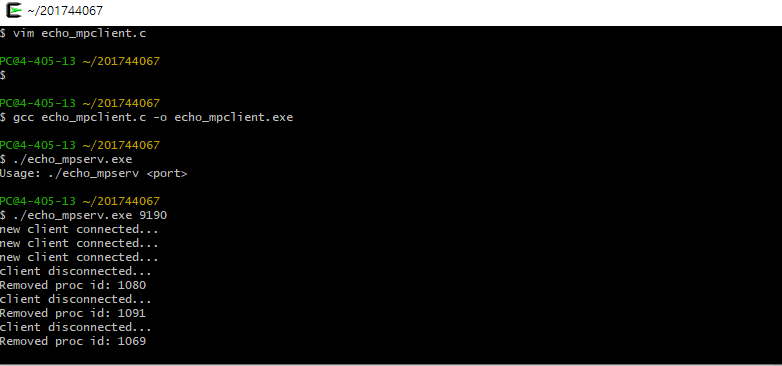 ~/201744067
$ vim echo_mpclient.c
PC@4-405-13 ~/201744067
$
PC@4-405-13 ~/201744067
$ gcc echo_mpclient.c -o echo_mpclient.exe
PC@4-405-13 ~/201744067
$ ./echo_mpserv.exe
Usage: ./echo_mpserv <port>
PC@4-405-13 ~/201744067
$ ./echo_mpserv.exe 9190
new client connected...
new client connected...
new client connected...
client disconnected...
Removed proc id: 1080
client disconnected...
Removed proc id: 1091
client disconnected...
Removed proc id: 1069